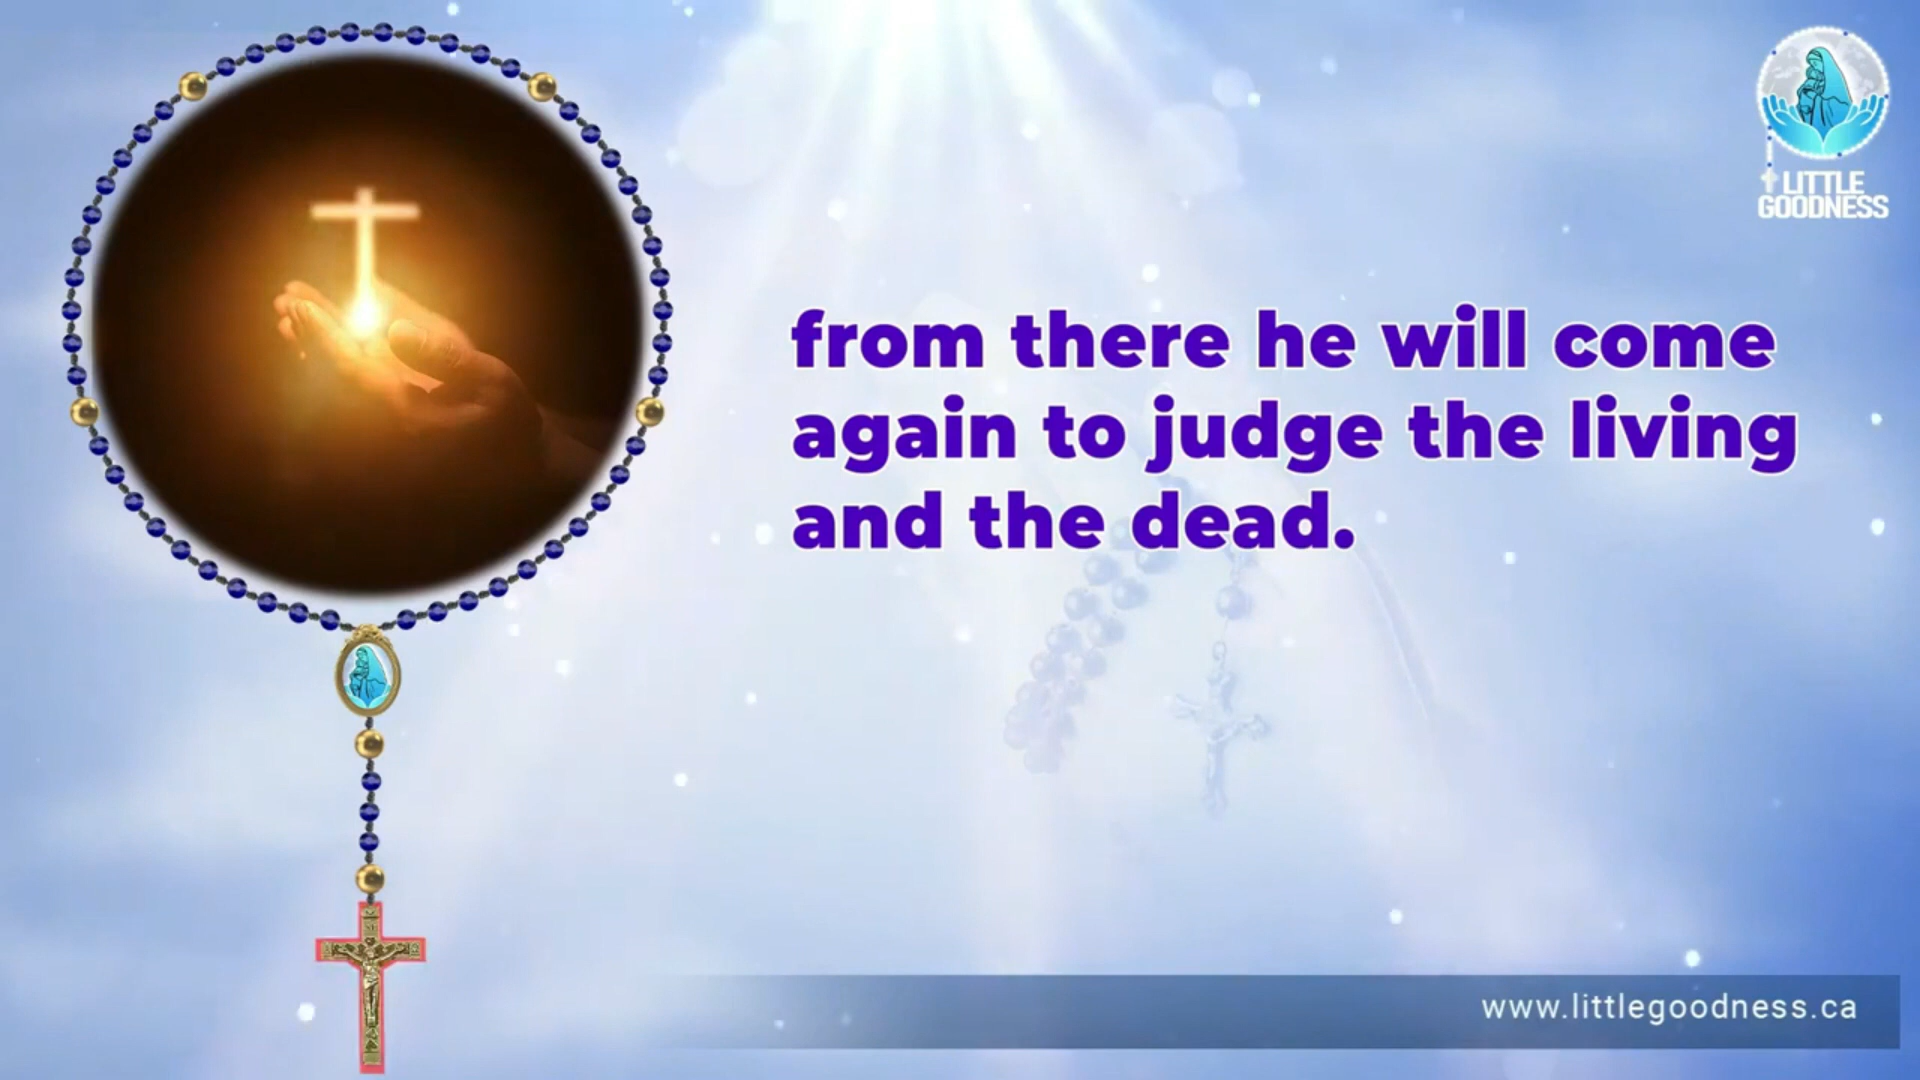 LITTLE
GOODNESS
from there he will come
again to judge the living
and the dead.
www.littlegoodness.ca